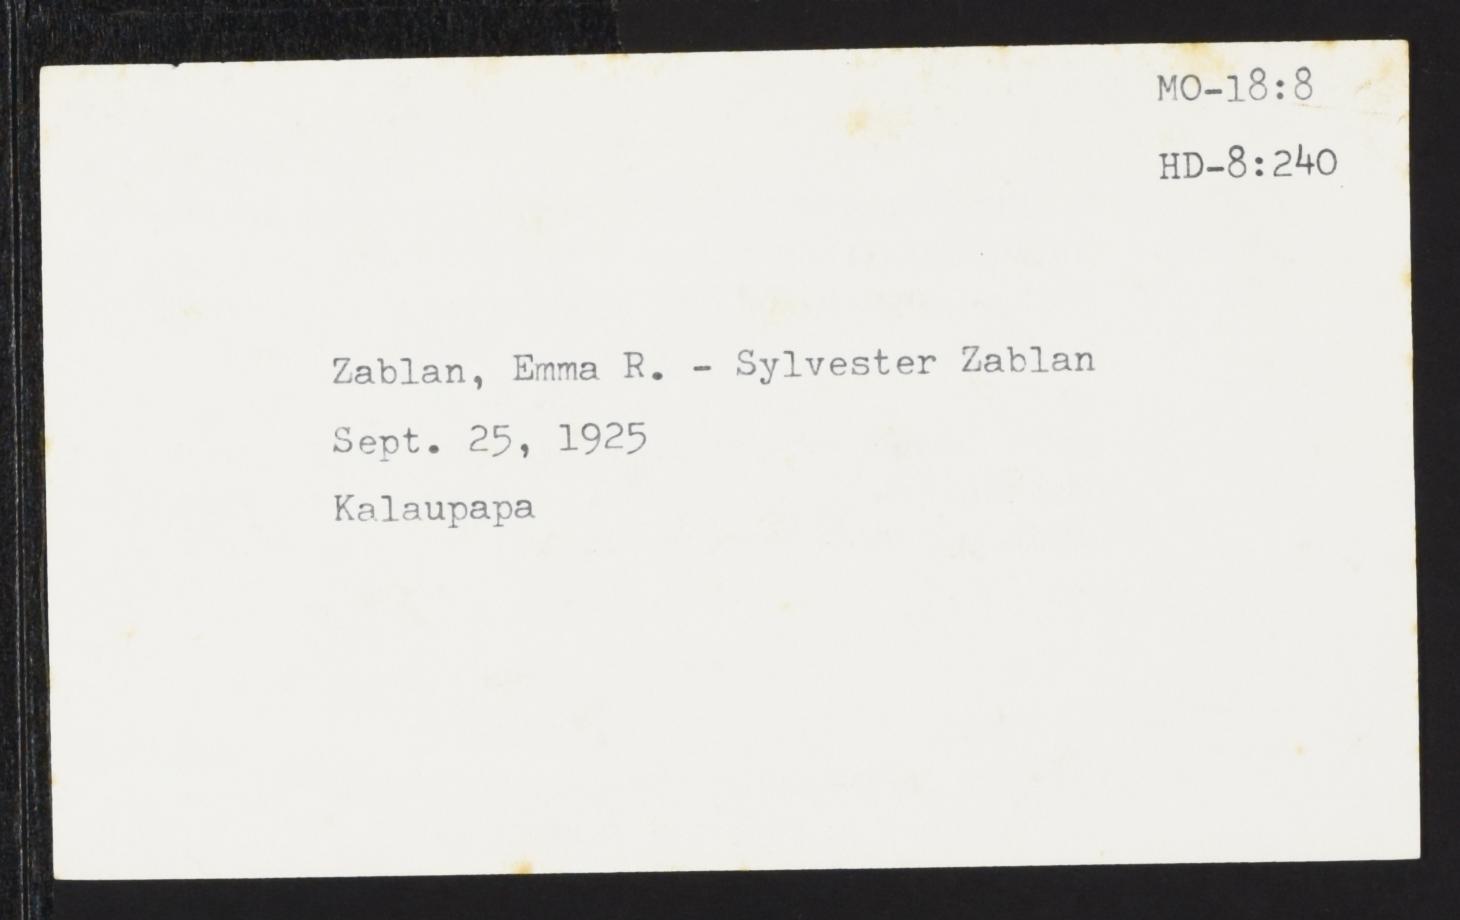 MO-18:8
HD-8:240
Zablan, Emma R. - Sylvester Zablan
Sept. 25, 1925
Kalaupapa